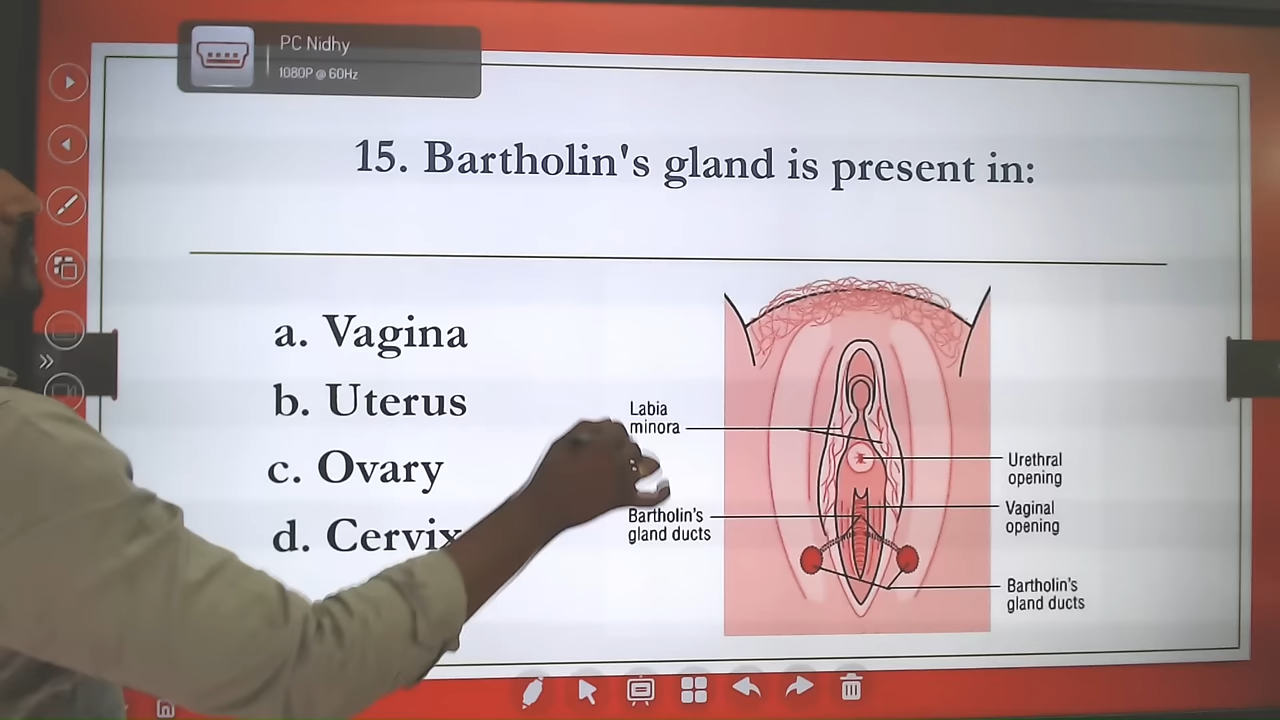 PC Nidhy
1080P @ 60Hz
15. Bartholin's gland is present in:
a. Vagina
b. Uterus
c. Ovary
d. Cervix
Labia
minora
Bartholin's
gland ducts
Urethral
opening
Vaginal
opening
Bartholin's
gland ducts